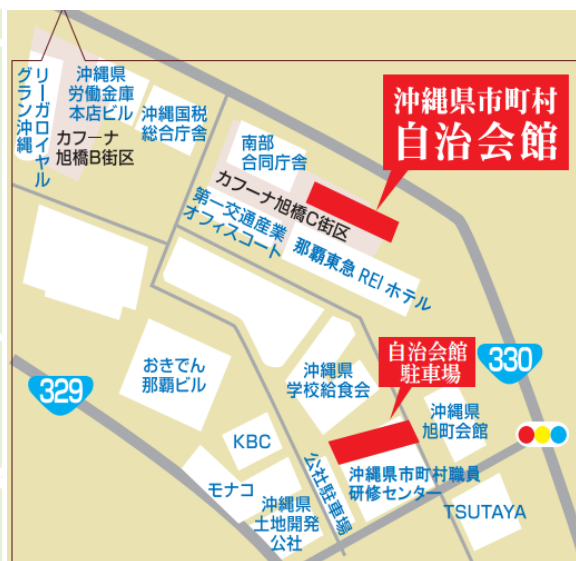 リーガロイヤル
グラン沖縄
沖縄県
労働金庫
本店ビル
カフーナ
旭橋B街区
沖縄国税
総合庁舎
南部
合同庁舎
カフーナ旭橋C街区
沖縄県市町村
自治会館
第一交通産業
オフィスコート
那覇東急 REI ホテル
おきでん
那覇ビル
沖縄県
学校給食会
自治会館
駐車場
330
329
沖縄県
旭町会館
KBC
モナコ
沖縄県
土地開発
公社
公社駐車場
沖縄県市町村職員
研修センター
TSUTAYA